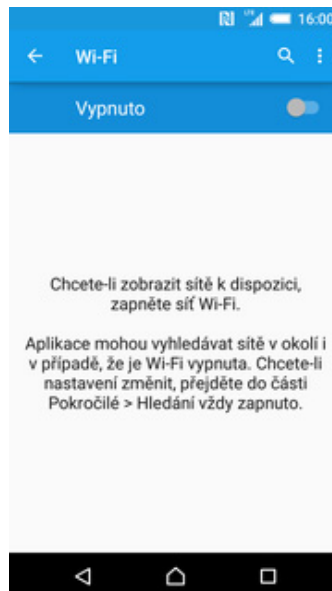 LTE 16:00
Wi-Fi
Vypnuto
Chcete-li zobrazit sítě k dispozici,
zapněte síť Wi-Fi.
Aplikace mohou vyhledávat sítě v okolí i
v případě, že je Wi-Fi vypnuta. Chcete-li
nastavení změnit, přejděte do části
Pokročilé > Hledání vždy zapnuto.